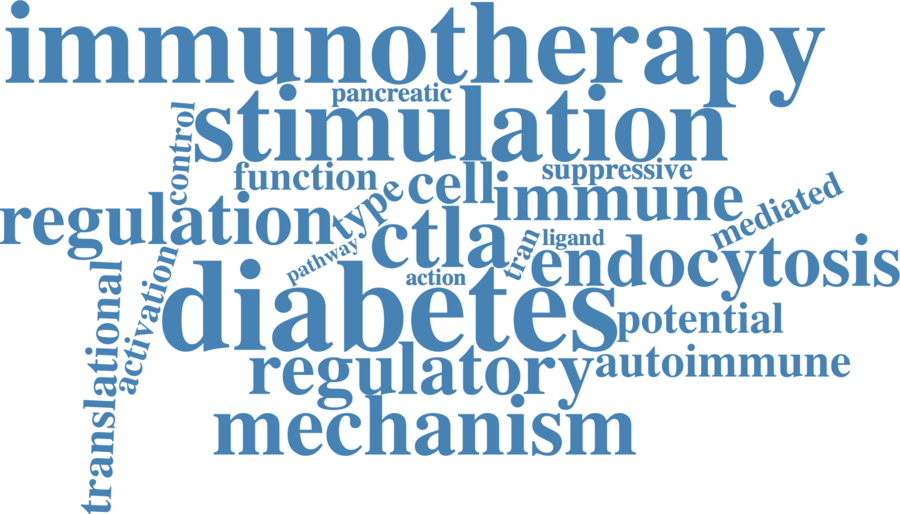 immunotherapy
pancreatic
stimulation
control
function
cell
suppressive
type
immune
mediated
regulation
ctla
tran
ligand
pathway
endocytosis
action
activation
translational
diabetes
potential
regulatory
autoimmune
mechanism